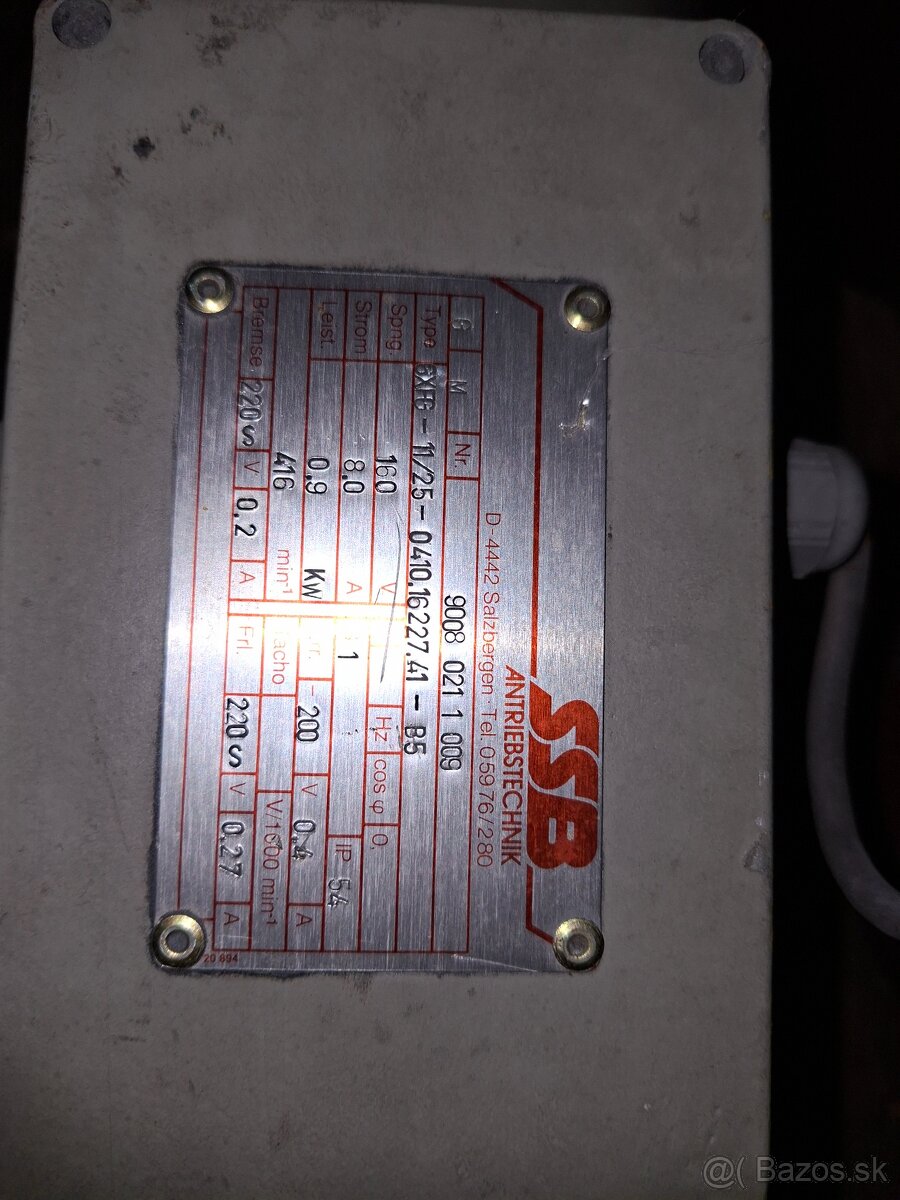 SSB
ANTRIEBSTECHNIK
D-4442 Salzbergen Tel. 05976/280
G M Nr. 9008 021 1 009
Type GXFG - 11/25 - 0410.16227.41 - B5
Spng. 160 V Hz cos φ 0,
Strom 8,0 A 1 IP 54
Leist. 0,9 KW - 200 V 0,4 A
416 min⁻¹ V/1000 min⁻¹
Bremse 220 ∿ V 0,2 A Frl. 220 ∿ V 0,27 A
20 894
@( Bazos.sk